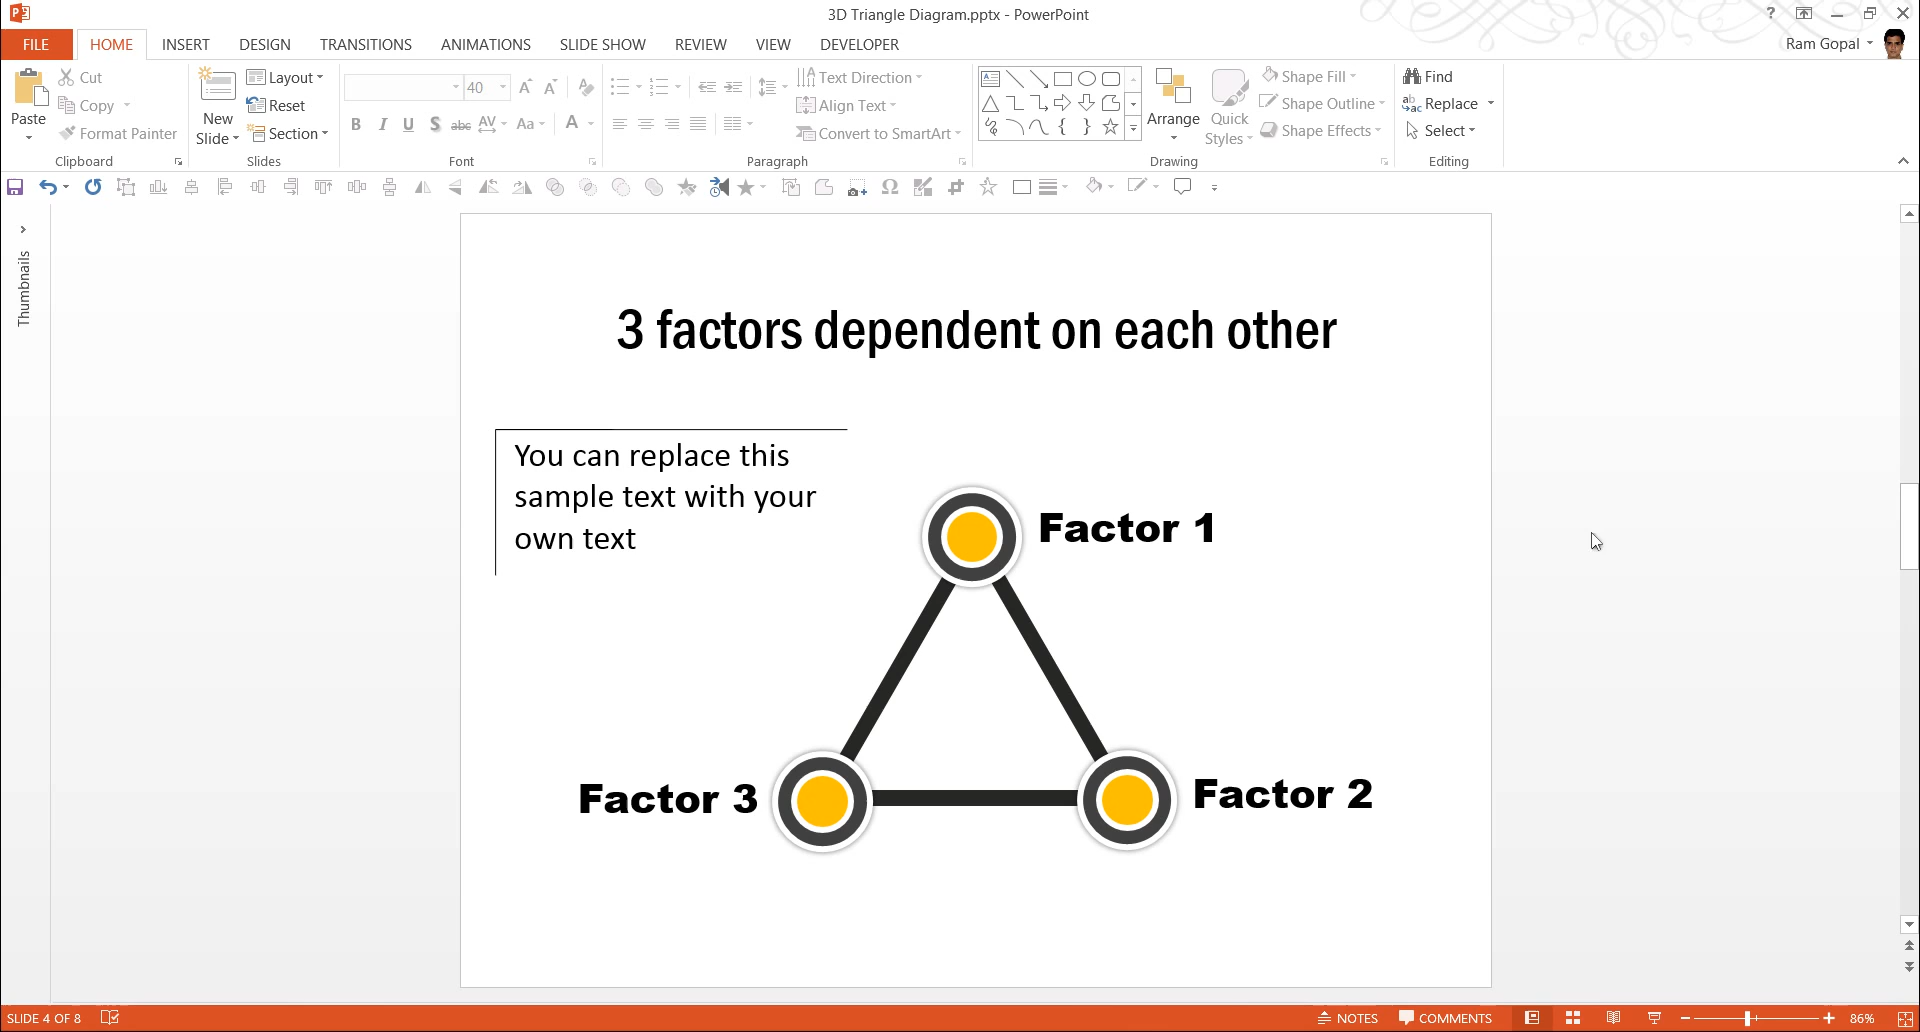 3D Triangle Diagram.pptx - PowerPoint
FILE HOME INSERT DESIGN TRANSITIONS ANIMATIONS SLIDE SHOW REVIEW VIEW DEVELOPER Ram Gopal
Paste
Cut
Copy
Format Painter
Clipboard
New
Slide
Layout
Reset
Section
Slides
40
B I U S abc AV Aa A
Font
Text Direction
Align Text
Convert to SmartArt
Paragraph
Arrange
Quick
Styles
Shape Fill
Shape Outline
Shape Effects
Drawing
Find
Replace
Select
Editing
Thumbnails
3 factors dependent on each other
You can replace this
sample text with your
own text
Factor 1
Factor 3
Factor 2
SLIDE 4 OF 8 NOTES COMMENTS 86%